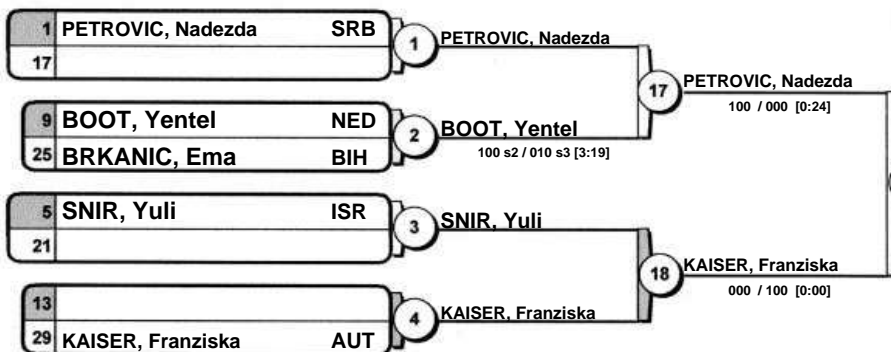 1 PETROVIC, Nadezda SRB
17
1
PETROVIC, Nadezda
9 BOOT, Yentel NED
25 BRKANIC, Ema BIH
2
BOOT, Yentel
100 s2 / 010 s3 [3:19]
17
PETROVIC, Nadezda
100 / 000 [0:24]
5 SNIR, Yuli ISR
21
3
SNIR, Yuli
13
29 KAISER, Franziska AUT
4
KAISER, Franziska
18
KAISER, Franziska
000 / 100 [0:00]